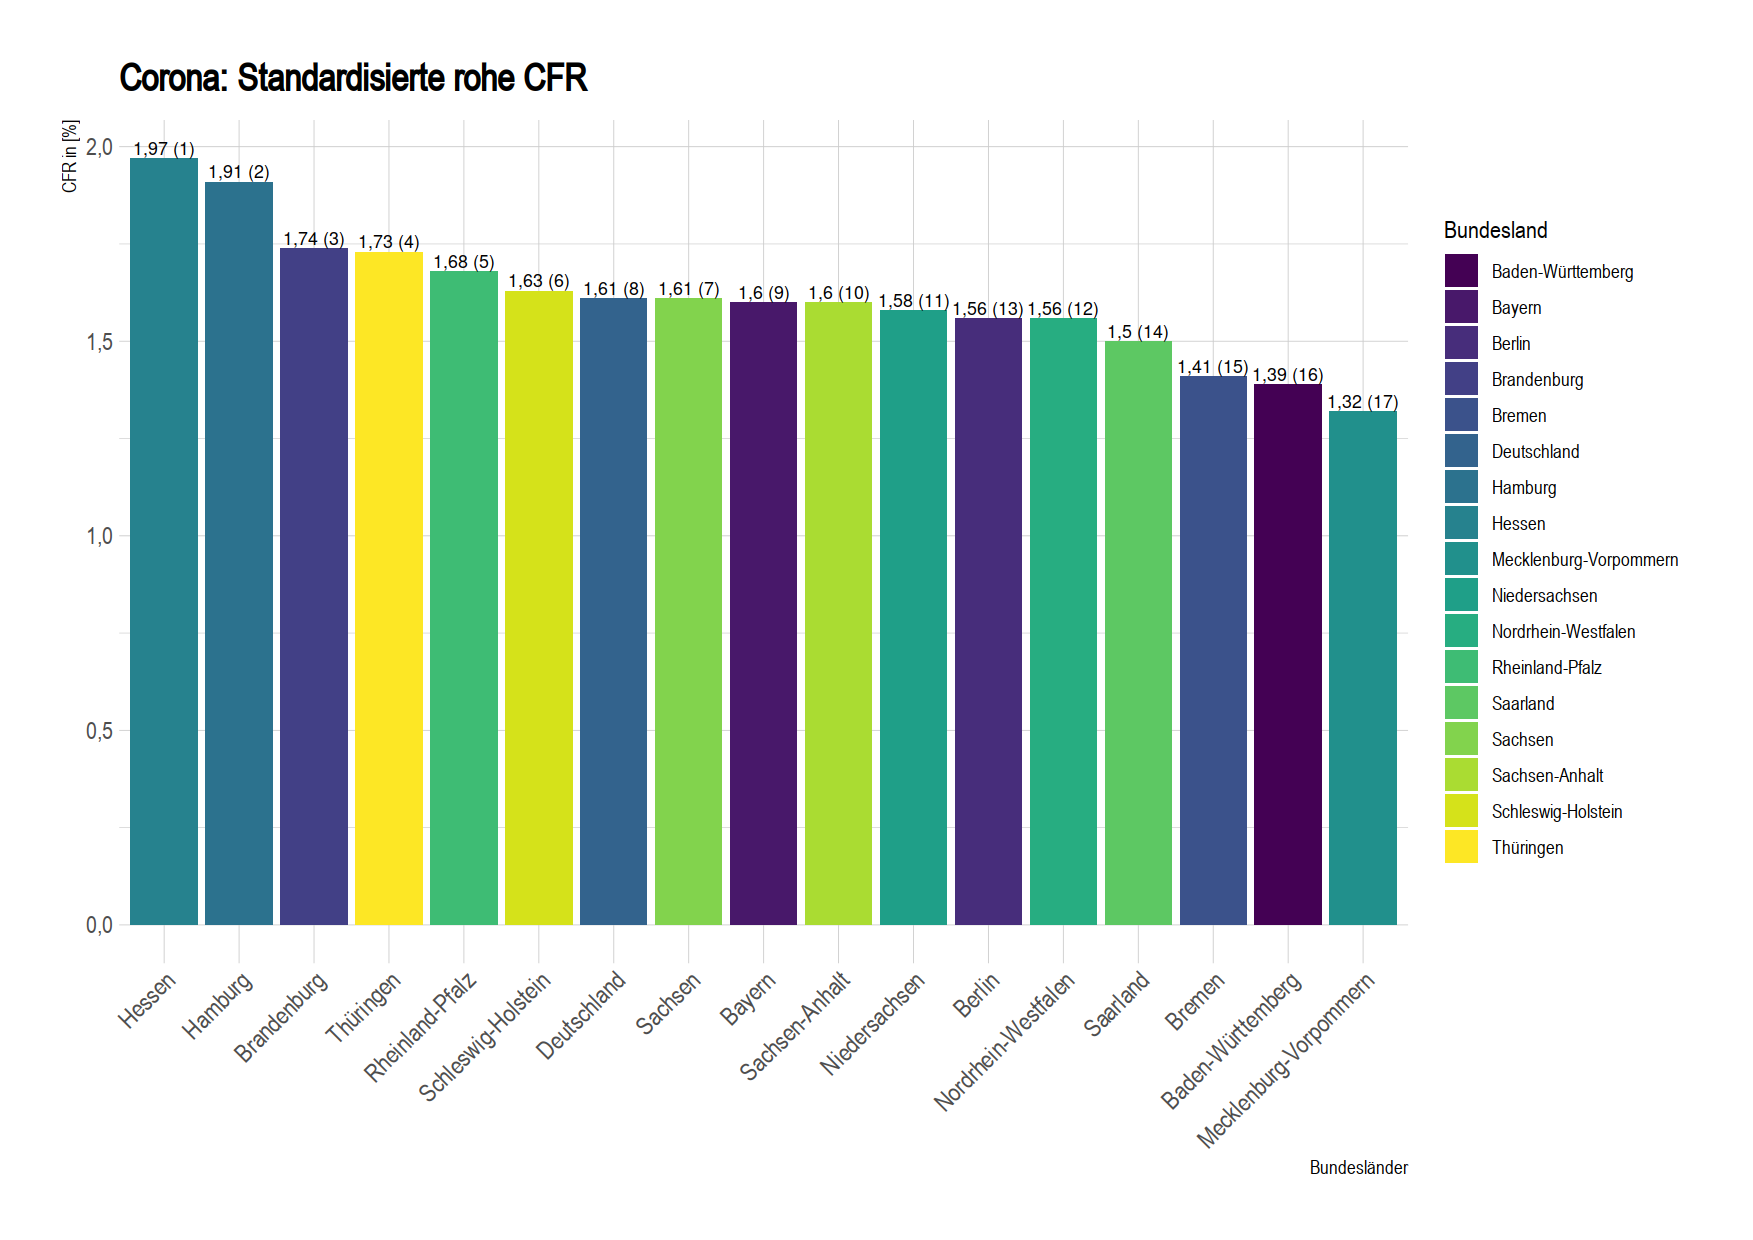 Corona: Standardisierte rohe CFR
CFR in [%]
2,0
1,5
1,0
0,5
0,0
1,97 (1)
1,91 (2)
1,74 (3)
1,73 (4)
1,68 (5)
1,63 (6)
1,61 (8)
1,61 (7)
1,6 (9)
1,6 (10)
1,58 (11)
1,56 (13)
1,56 (12)
1,5 (14)
1,41 (15)
1,39 (16)
1,32 (17)
Hessen
Hamburg
Brandenburg
Thüringen
Rheinland-Pfalz
Schleswig-Holstein
Deutschland
Sachsen
Bayern
Sachsen-Anhalt
Niedersachsen
Berlin
Nordrhein-Westfalen
Saarland
Bremen
Baden-Württemberg
Mecklenburg-Vorpommern
Bundesländer
Bundesland
Baden-Württemberg
Bayern
Berlin
Brandenburg
Bremen
Deutschland
Hamburg
Hessen
Mecklenburg-Vorpommern
Niedersachsen
Nordrhein-Westfalen
Rheinland-Pfalz
Saarland
Sachsen
Sachsen-Anhalt
Schleswig-Holstein
Thüringen